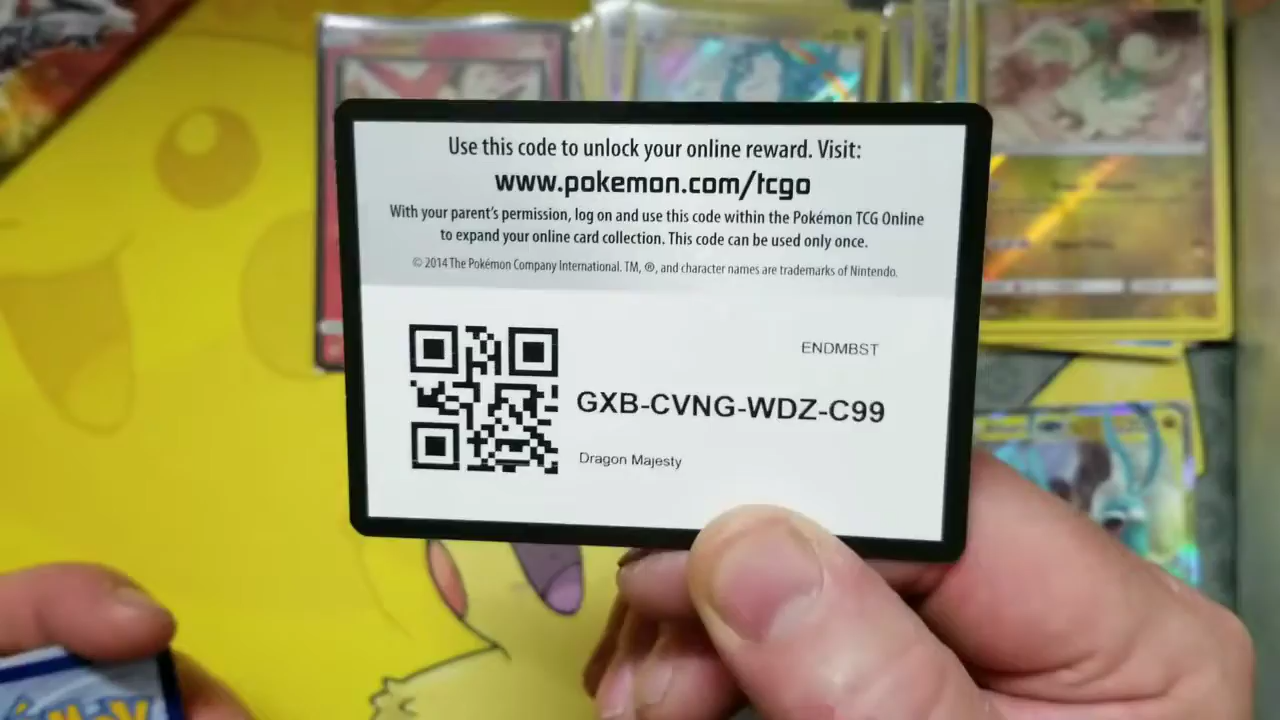 Use this code to unlock your online reward. Visit:
www.pokemon.com/tcgo
With your parent's permission, log on and use this code within the Pokémon TCG Online
to expand your online card collection. This code can be used only once.
© 2014 The Pokémon Company International. TM, ®, and character names are trademarks of Nintendo.
ENDMBST
GXB-CVNG-WDZ-C99
Dragon Majesty